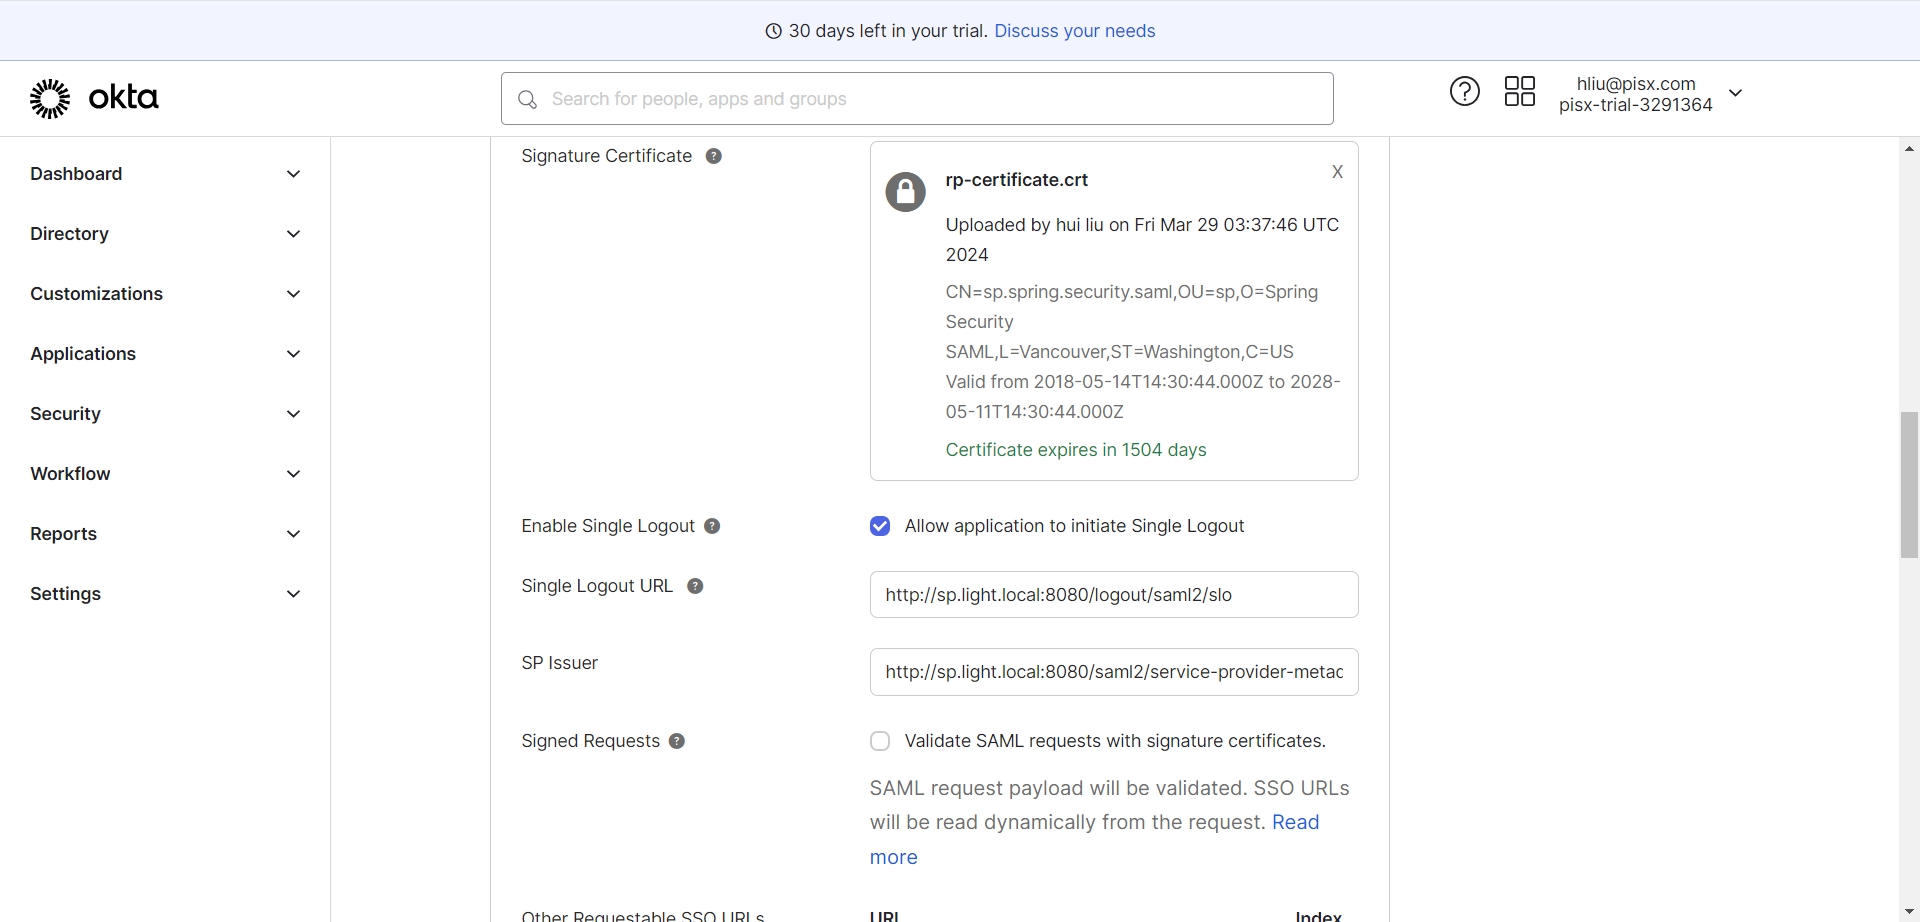 30 days left in your trial. Discuss your needs
okta
Search for people, apps and groups
hliu@pisx.com
pisx-trial-3291364
Dashboard
Directory
Customizations
Applications
Security
Workflow
Reports
Settings
Signature Certificate
X
rp-certificate.crt
Uploaded by hui liu on Fri Mar 29 03:37:46 UTC
2024
CN=sp.spring.security.saml,OU=sp,O=Spring
Security
SAML,L=Vancouver,ST=Washington,C=US
Valid from 2018-05-14T14:30:44.000Z to 2028-
05-11T14:30:44.000Z
Certificate expires in 1504 days
Enable Single Logout
Allow application to initiate Single Logout
Single Logout URL
http://sp.light.local:8080/logout/saml2/slo
SP Issuer
http://sp.light.local:8080/saml2/service-provider-metac
Signed Requests
Validate SAML requests with signature certificates.
SAML request payload will be validated. SSO URLs
will be read dynamically from the request. Read
more
Other Requestable SSO URLs
URL
Index